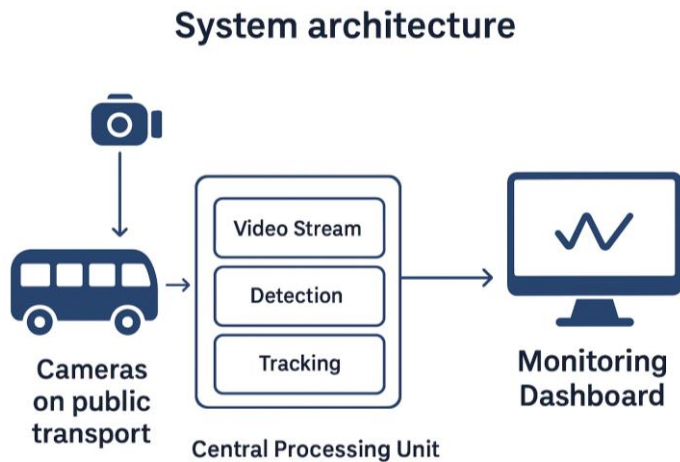 System architecture
Video Stream
Detection
Tracking
Cameras
on public
transport
Central Processing Unit
Monitoring
Dashboard